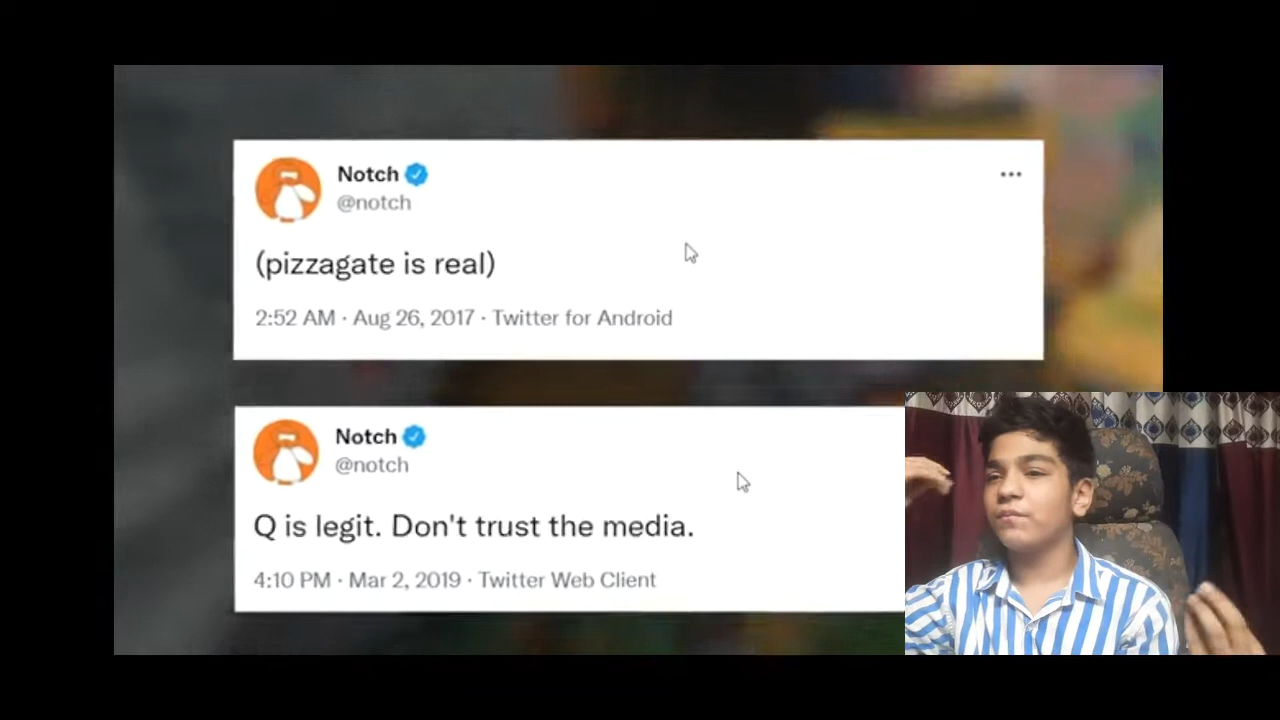 Notch
@notch
(pizzagate is real)
2:52 AM · Aug 26, 2017 · Twitter for Android
Notch
@notch
Q is legit. Don't trust the media.
4:10 PM · Mar 2, 2019 · Twitter Web Client